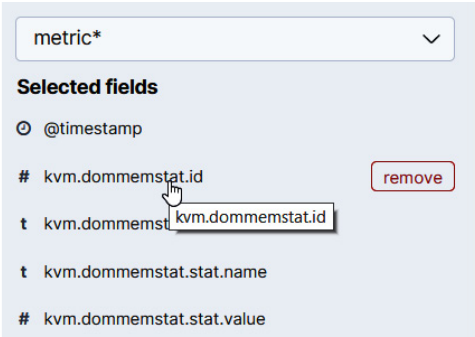 metric*
Selected fields
@timestamp
# kvm.dommemstat.id
remove
kvm.dommemstat.id
t kvm.dommemst
t kvm.dommemstat.stat.name
# kvm.dommemstat.stat.value